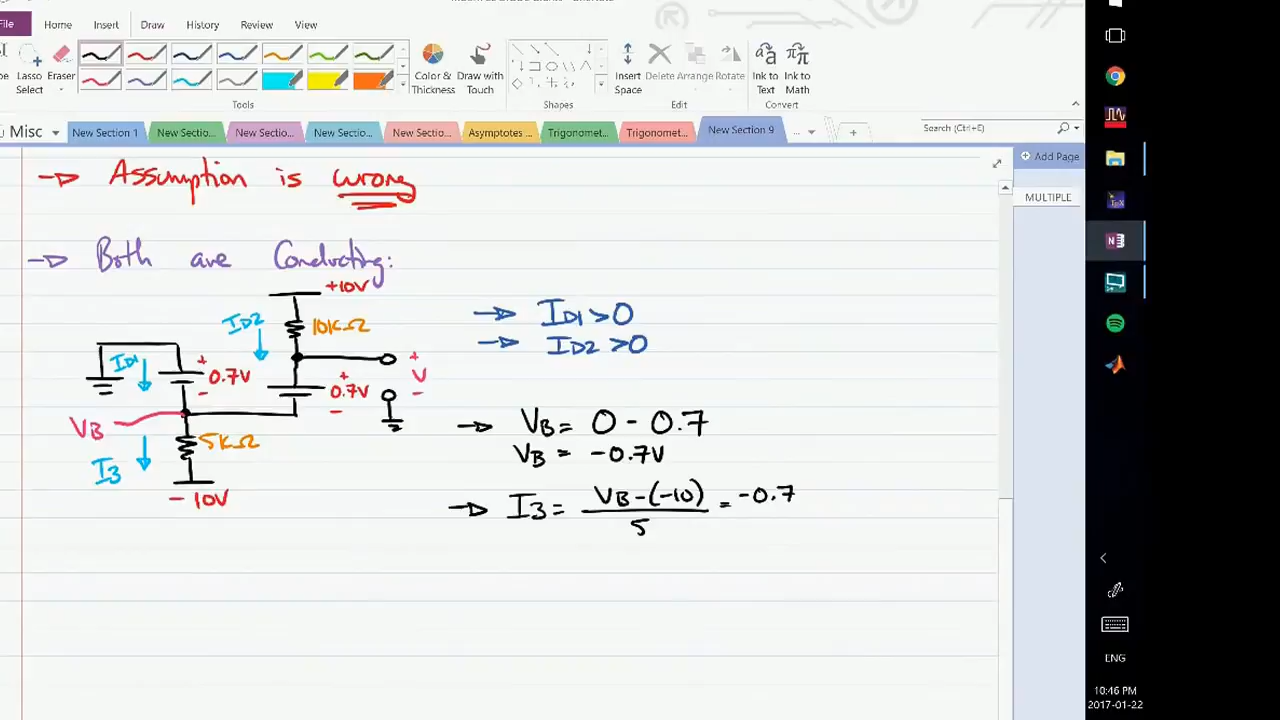 File Home Insert Draw History Review View
Lasso Select
Eraser
Color & Thickness
Draw with Touch
Insert Space
Delete
Arrange
Rotate
Ink to Text
Ink to Math
Tools Shapes Edit Convert
Misc New Section 1 New Secti... New Sectio... New Sectio... New Sectio... Asymptotes ... Trigonomet... Trigonomet... New Section 9 ... Search (Ctrl+E)
Add Page
MULTIPLE
→ Assumption is wrong
→ Both are Conducting:
+10V
ID2
10KΩ
→ ID1 > 0
→ ID2 > 0
ID1
+
0.7V
-
+
0.7V
-
+
V
-
VB
→ VB = 0 - 0.7
VB = -0.7V
5KΩ
I3
-10V
→ I3 = VB-(-10) / 5 = -0.7
ENG
10:46 PM
2017-01-22